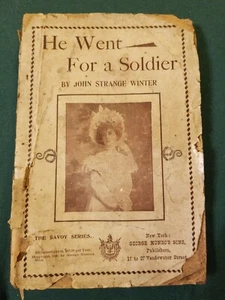 He Went
For a Soldier
BY JOHN STRANGE WINTER
THE SAVOY SERIES.
New York:
GEORGE MUNRO'S SONS,
Publishers,
17 to 27 Vandewater Street